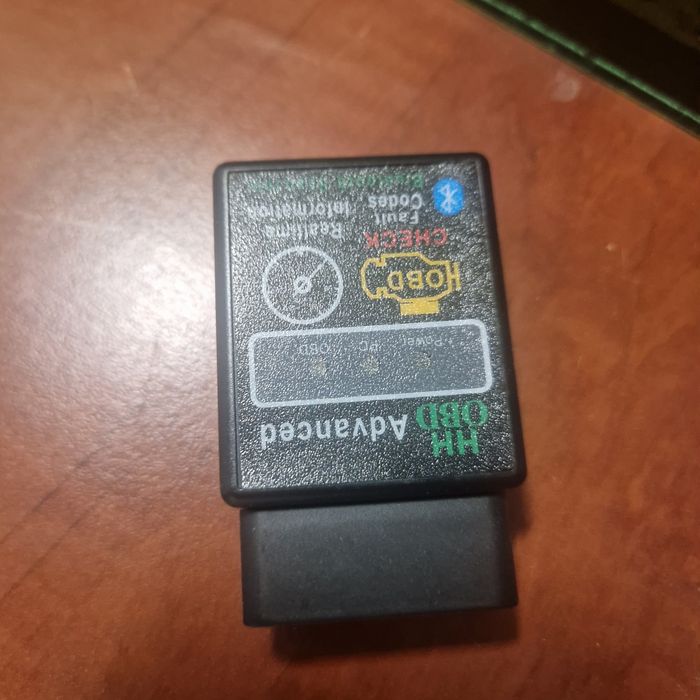 HH
OBD Advanced
Power PC OBD
OBD
CHECK
Fault Realtime
Codes, Information